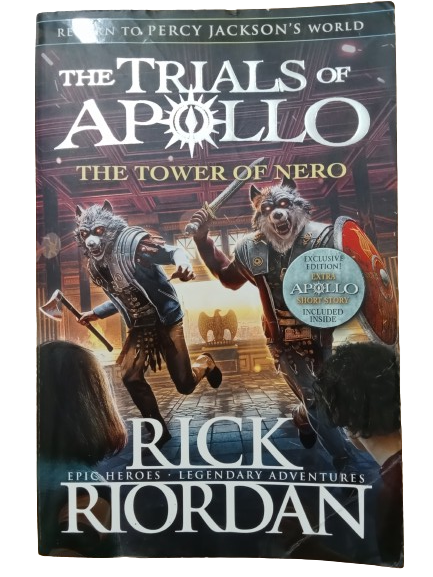 RETURN TO PERCY JACKSON'S WORLD
THE TRIALS OF
APOLLO
THE TOWER OF NERO
EXCLUSIVE
EDITION!
EXTRA
APOLLO
SHORT STORY
INCLUDED
INSIDE
RICK
EPIC HEROES · LEGENDARY ADVENTURES
RIORDAN